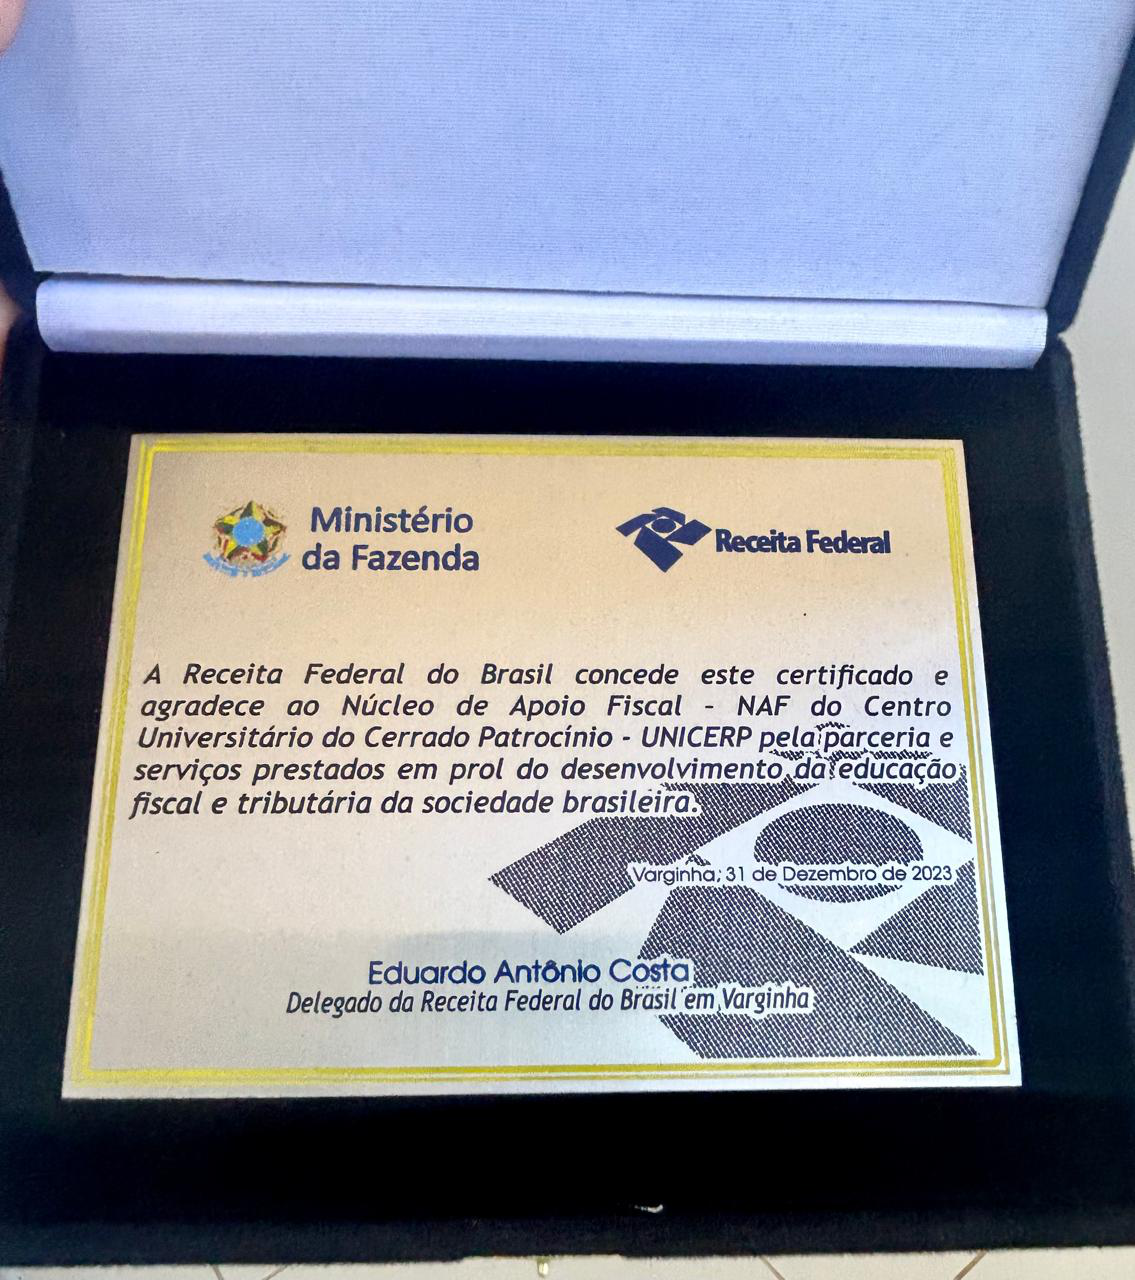 Ministério
da Fazenda
Receita Federal
A Receita Federal do Brasil concede este certificado e
agradece ao Núcleo de Apoio Fiscal - NAF do Centro
Universitário do Cerrado Patrocínio - UNICERP pela parceria e
serviços prestados em prol do desenvolvimento da educação
fiscal e tributária da sociedade brasileira.
Varginha, 31 de Dezembro de 2023
Eduardo Antônio Costa
Delegado da Receita Federal do Brasil em Varginha